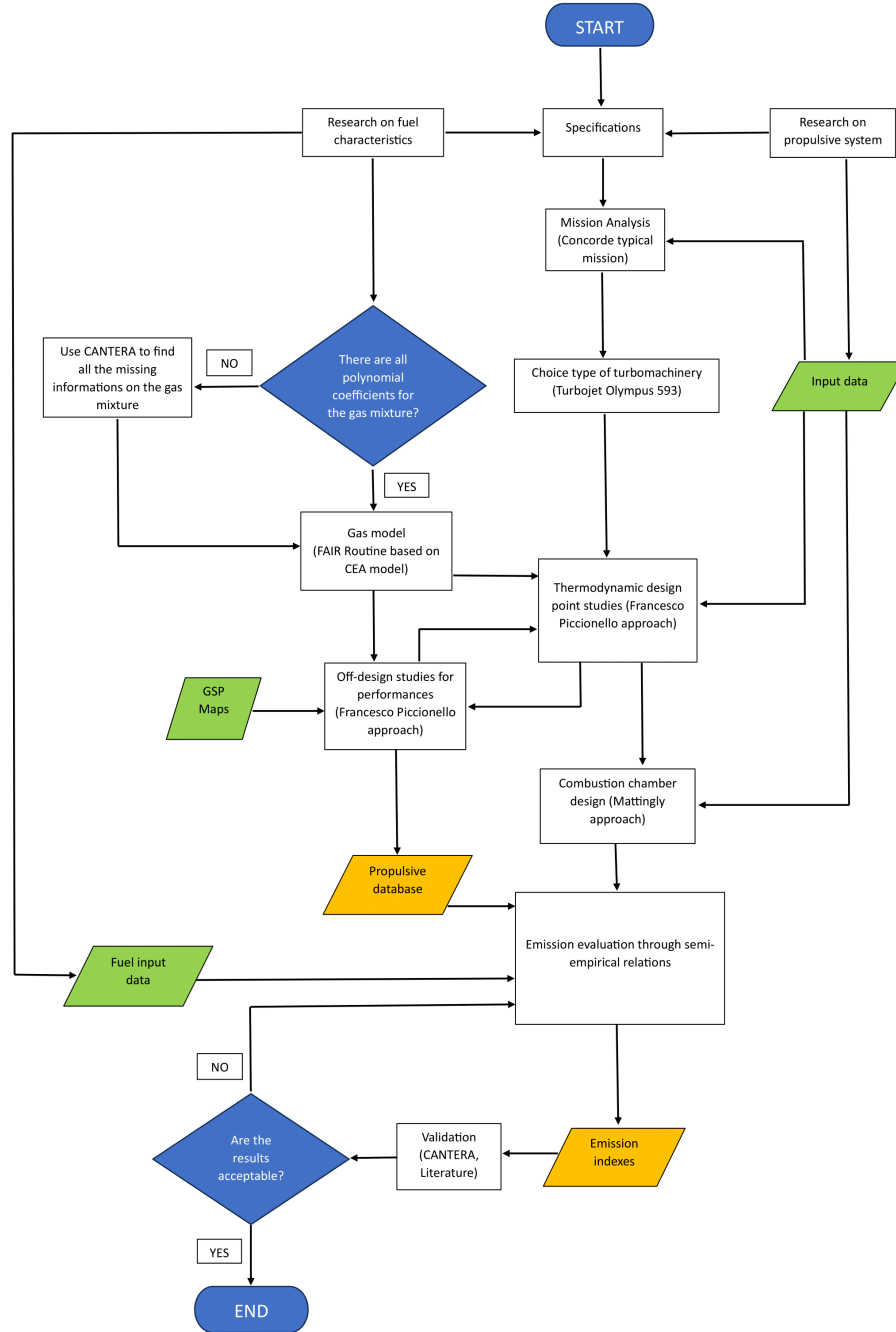 START
Research on fuel
characteristics
Specifications
Research on
propulsive system
Mission Analysis
(Concorde typical
mission)
Use CANTERA to find
all the missing
informations on the gas
mixture
NO
There are all
polynomial
coefficients for
the gas mixture?
Choice type of turbomachinery
(Turbojet Olympus 593)
Input data
YES
Gas model
(FAIR Routine based on
CEA model)
Thermodynamic design
point studies (Francesco
Piccionello approach)
GSP
Maps
Off-design studies for
performances
(Francesco Piccionello
approach)
Combustion chamber
design (Mattingly
approach)
Propulsive
database
Emission evaluation through semi-
empirical relations
Fuel input
data
NO
Are the
results
acceptable?
Validation
(CANTERA,
Literature)
Emission
indexes
YES
END